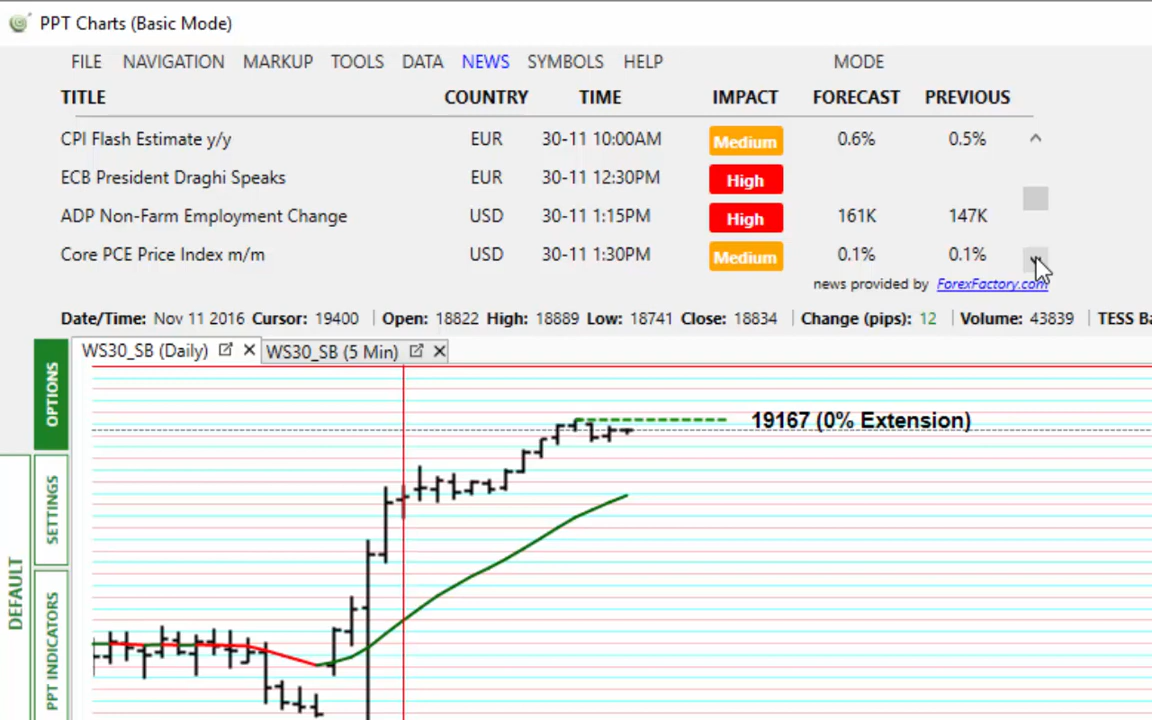 PPT Charts (Basic Mode)
FILE NAVIGATION MARKUP TOOLS DATA NEWS SYMBOLS HELP MODE
TITLE COUNTRY TIME IMPACT FORECAST PREVIOUS
CPI Flash Estimate y/y EUR 30-11 10:00AM Medium 0.6% 0.5%
ECB President Draghi Speaks EUR 30-11 12:30PM High
ADP Non-Farm Employment Change USD 30-11 1:15PM High 161K 147K
Core PCE Price Index m/m USD 30-11 1:30PM Medium 0.1% 0.1%
news provided by ForexFactory.com
Date/Time: Nov 11 2016 Cursor: 19400 Open: 18822 High: 18889 Low: 18741 Close: 18834 Change (pips): 12 Volume: 43839 TESS Ba
WS30_SB (Daily) WS30_SB (5 Min)
OPTIONS
19167 (0% Extension)
SETTINGS
DEFAULT
PPT INDICATORS